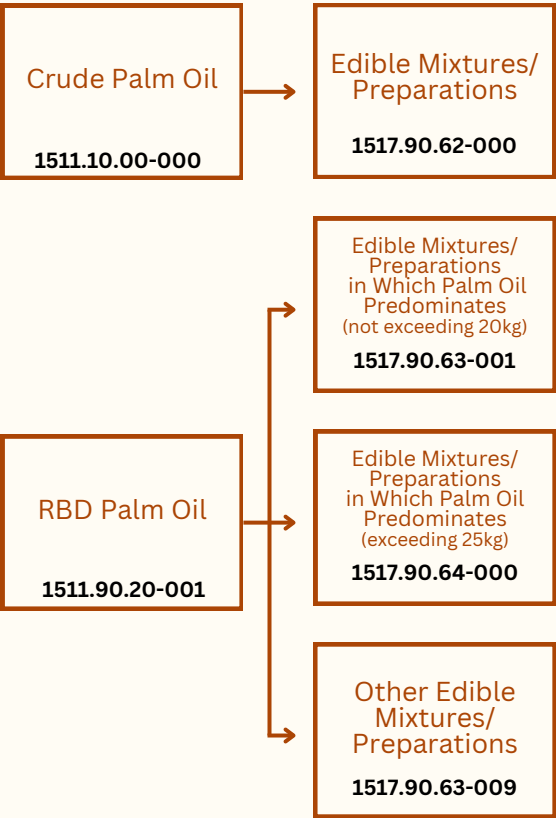 Crude Palm Oil
1511.10.00-000
Edible Mixtures/
Preparations
1517.90.62-000
Edible Mixtures/
Preparations
in Which Palm Oil
Predominates
(not exceeding 20kg)
1517.90.63-001
RBD Palm Oil
1511.90.20-001
Edible Mixtures/
Preparations
in Which Palm Oil
Predominates
(exceeding 25kg)
1517.90.64-000
Other Edible
Mixtures/
Preparations
1517.90.63-009